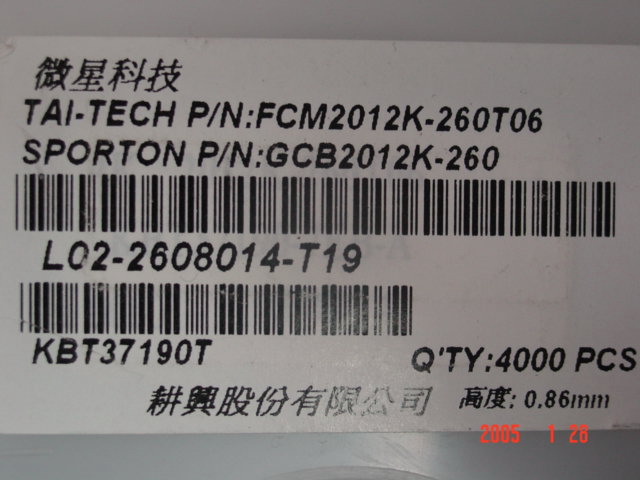 微星科技
TAI-TECH P/N:FCM2012K-260T06
SPORTON P/N:GCB2012K-260
L02-2608014-T19
KBT37190T
Q'TY:4000 PCS
耕興股份有限公司 高度: 0.86mm
2005 1 28